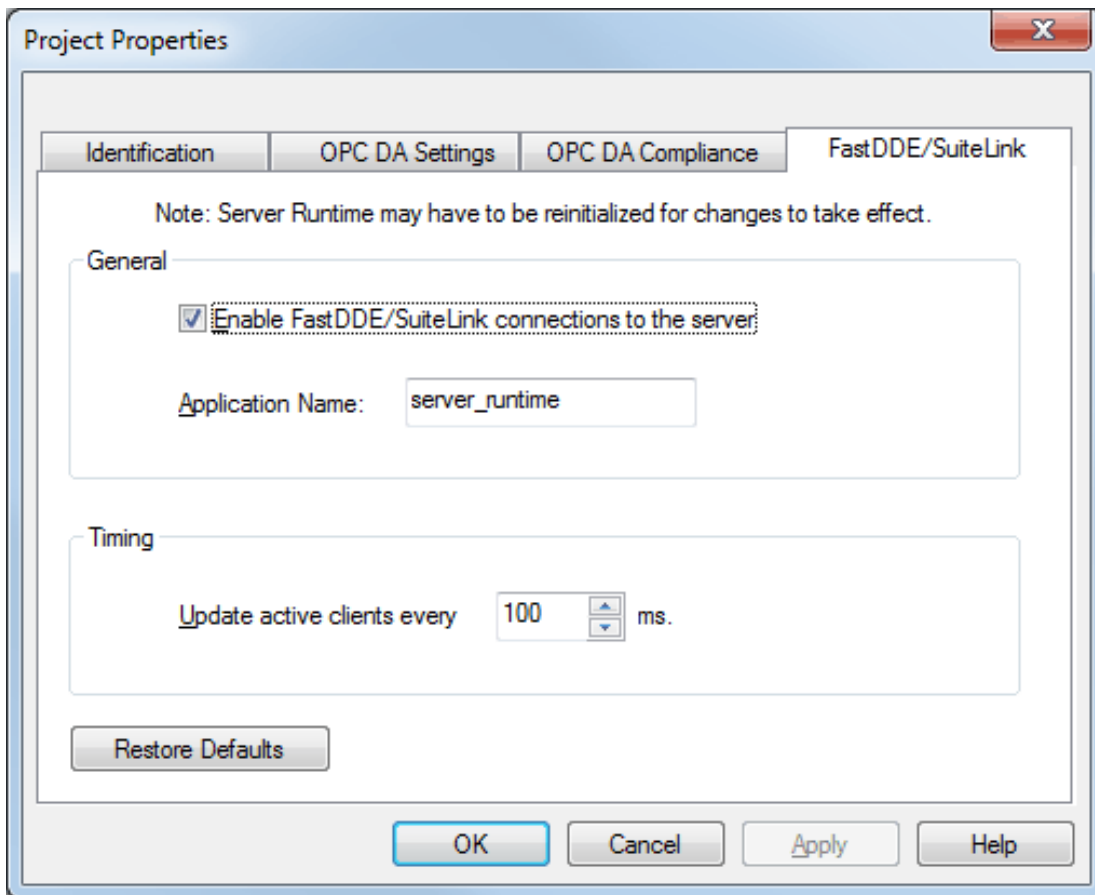 Project Properties
Identification
OPC DA Settings
OPC DA Compliance
FastDDE/SuiteLink
Note: Server Runtime may have to be reinitialized for changes to take effect.
General
Enable FastDDE/SuiteLink connections to the server
Application Name: server_runtime
Timing
Update active clients every 100 ms.
Restore Defaults
OK Cancel Apply Help